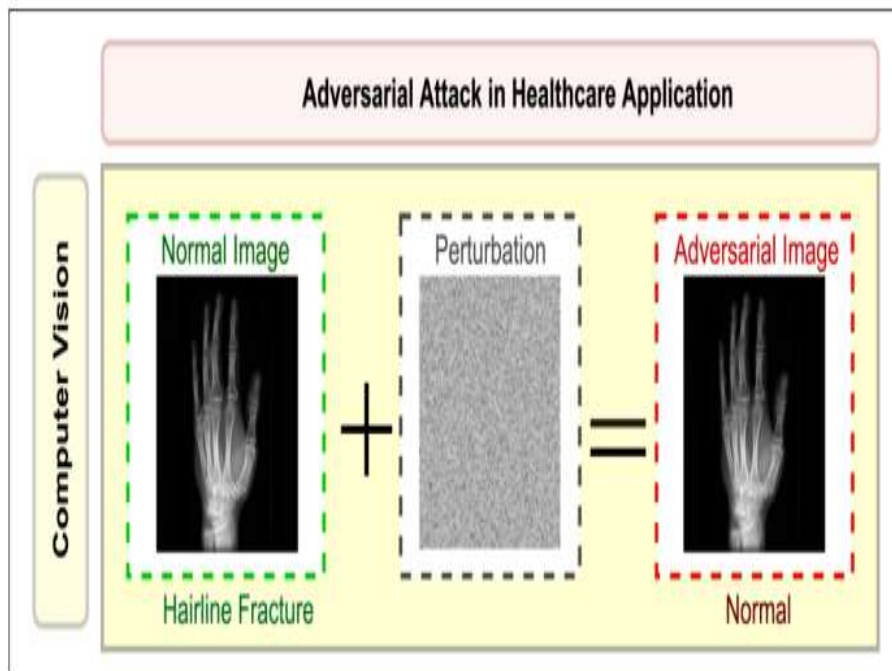 Adversarial Attack in Healthcare Application
Computer Vision
Normal Image
Perturbation
Adversarial Image
+
=
Hairline Fracture
Normal